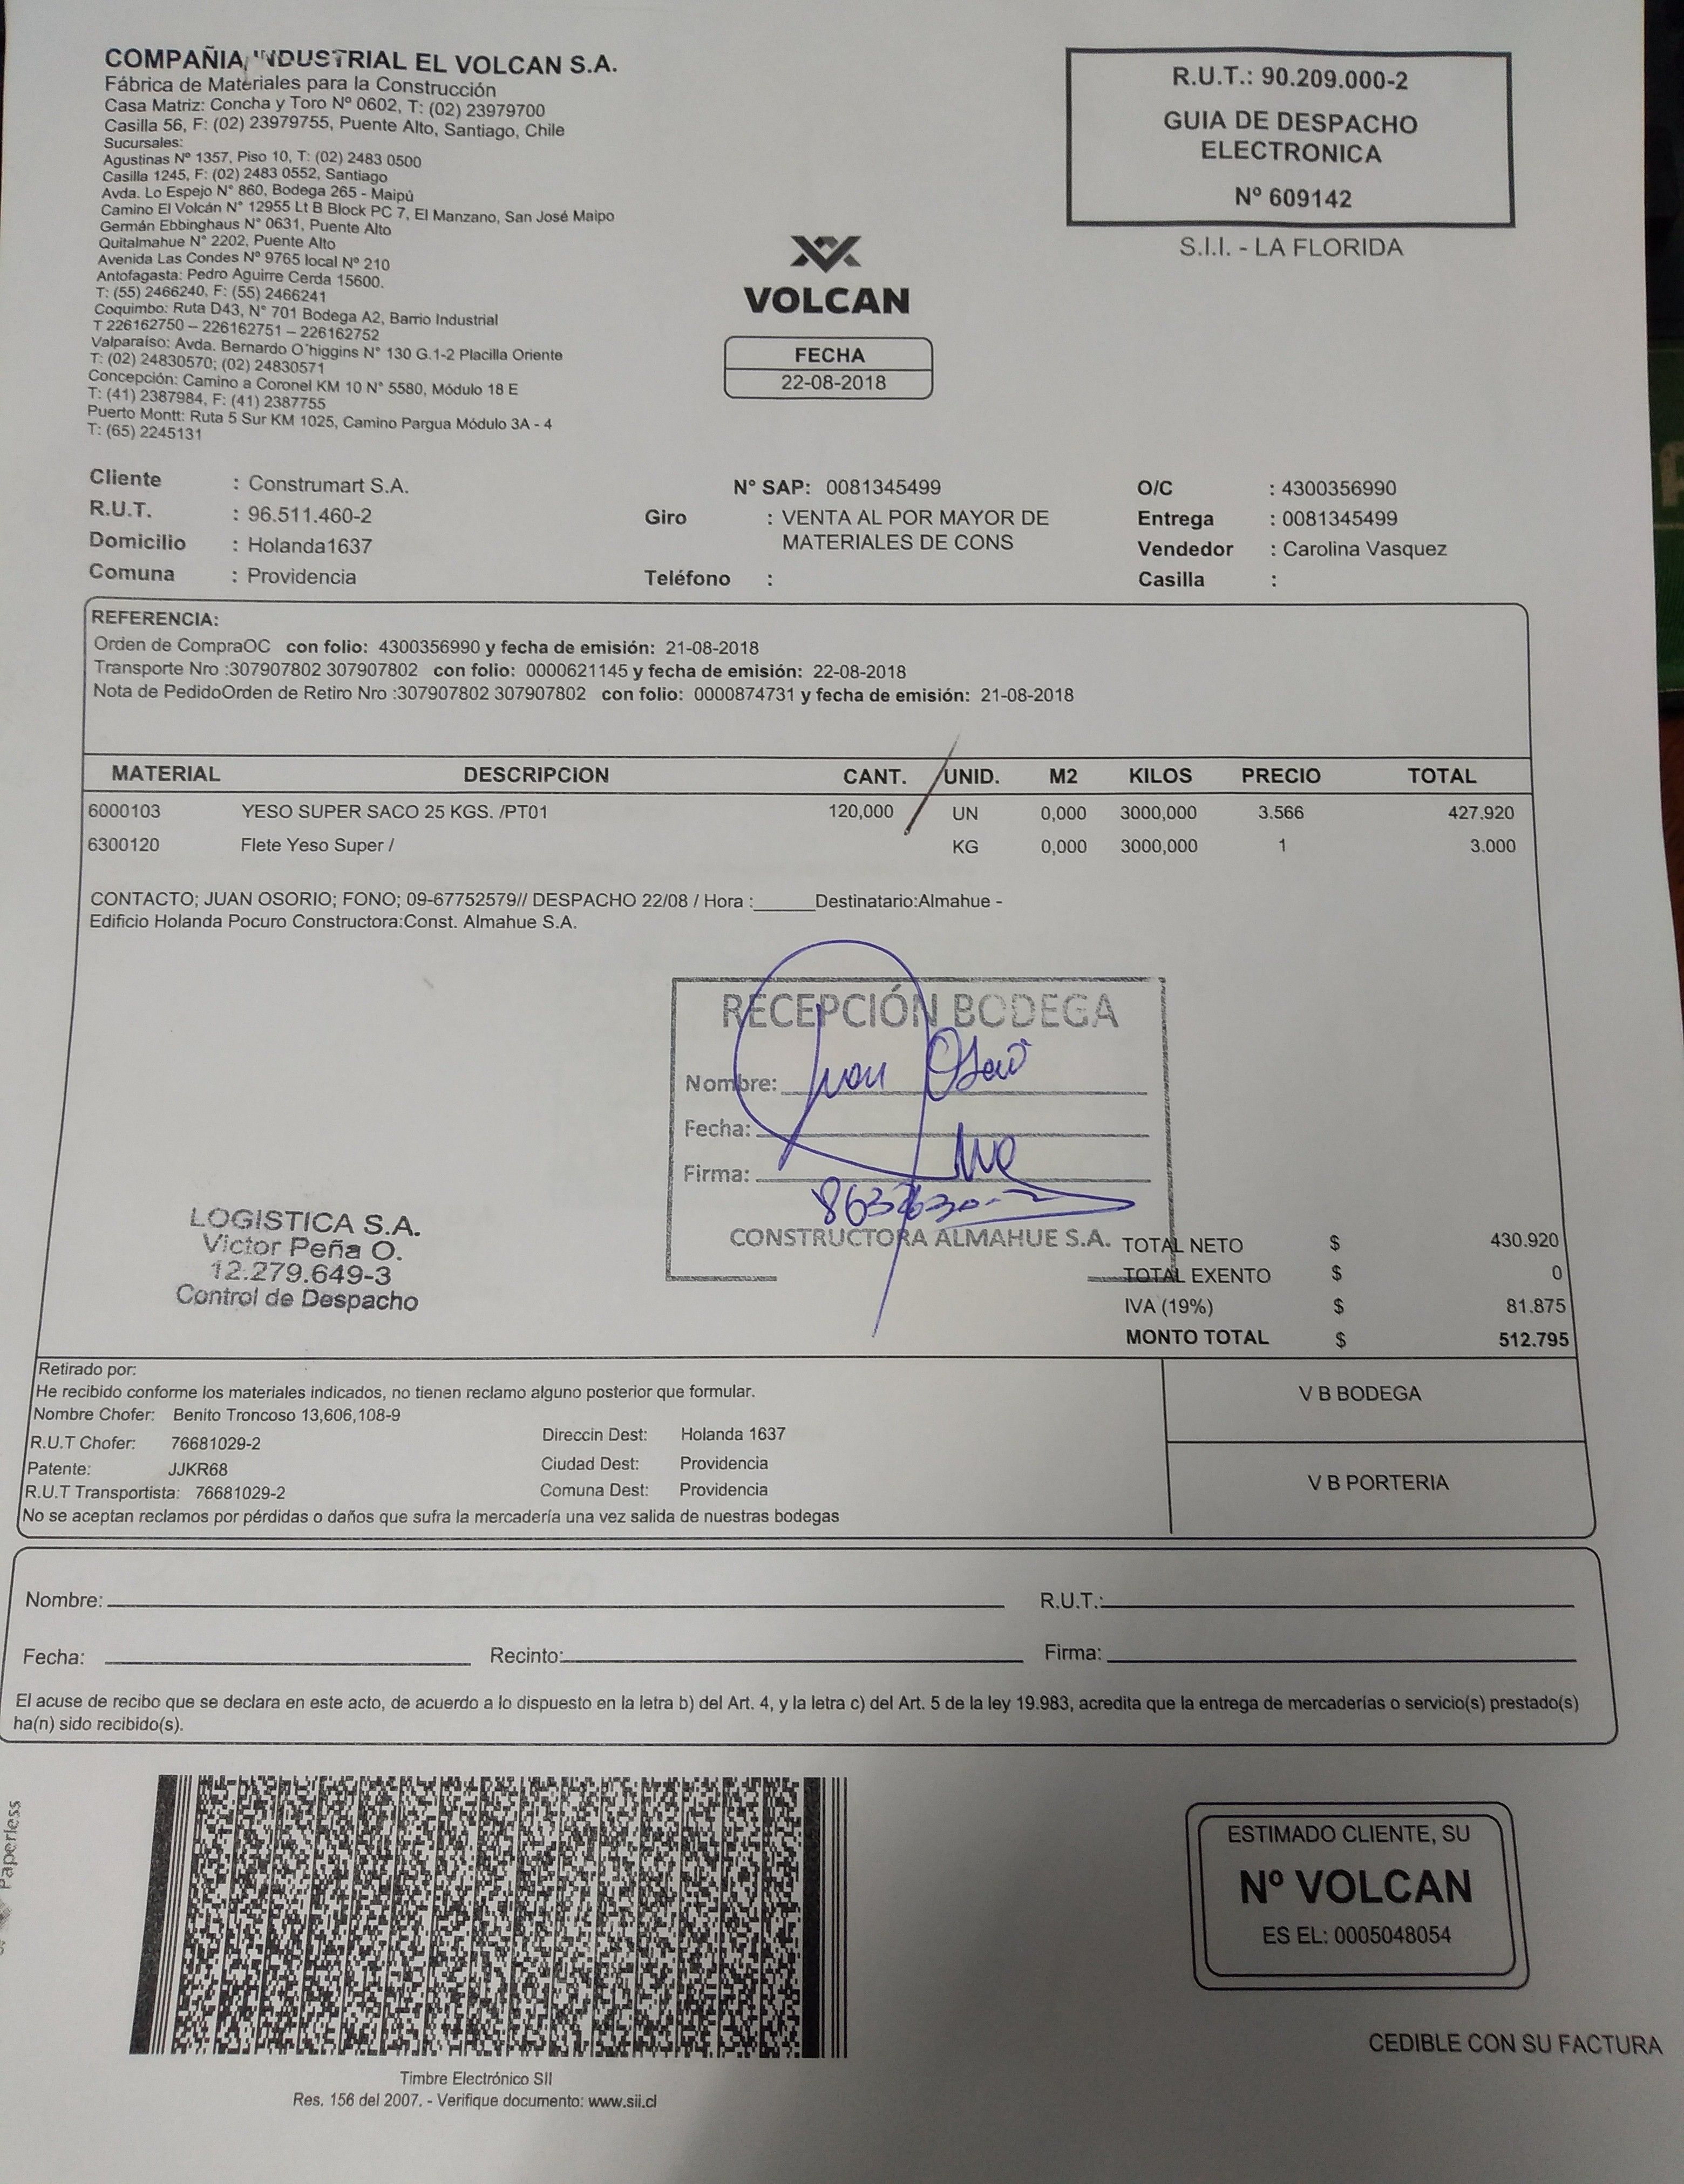 COMPAÑIA INDUSTRIAL EL VOLCAN S.A.
Fábrica de Materiales para la Construcción
Casa Matriz: Concha y Toro Nº 0602, T: (02) 23979700
Casilla 56, F: (02) 23979755, Puente Alto, Santiago, Chile
Sucursales:
Agustinas Nº 1357, Piso 10, T: (02) 2483 0500
Casilla 1245, F: (02) 2483 0552, Santiago
Avda. Lo Espejo N° 860, Bodega 265 - Maipú
Camino El Volcán N° 12955 Lt B Block PC 7, El Manzano, San José Maipo
Germán Ebbinghaus N° 0631, Puente Alto
Quitalmahue N° 2202, Puente Alto
Avenida Las Condes N° 9765 local Nº 210
Antofagasta: Pedro Aguirre Cerda 15600.
T: (55) 2466240, F: (55) 2466241
Coquimbo: Ruta D43, N° 701 Bodega A2, Barrio Industrial
T 226162750 – 226162751 – 226162752
Valparaíso: Avda. Bernardo O´higgins N° 130 G.1-2 Placilla Oriente
T: (02) 24830570; (02) 24830571
Concepción: Camino a Coronel KM 10 N° 5580, Módulo 18 E
T: (41) 2387984, F: (41) 2387755
Puerto Montt: Ruta 5 Sur KM 1025, Camino Pargua Módulo 3A - 4
T: (65) 2245131
VOLCAN
FECHA
22-08-2018
R.U.T.: 90.209.000-2
GUIA DE DESPACHO
ELECTRONICA
Nº 609142
S.I.I. - LA FLORIDA
Cliente : Construmart S.A. N° SAP: 0081345499 O/C : 4300356990
R.U.T. : 96.511.460-2 Giro : VENTA AL POR MAYOR DE Entrega : 0081345499
MATERIALES DE CONS
Domicilio : Holanda1637 Vendedor : Carolina Vasquez
Comuna : Providencia Teléfono : Casilla :
REFERENCIA:
Orden de CompraOC con folio: 4300356990 y fecha de emisión: 21-08-2018
Transporte Nro :307907802 307907802 con folio: 0000621145 y fecha de emisión: 22-08-2018
Nota de PedidoOrden de Retiro Nro :307907802 307907802 con folio: 0000874731 y fecha de emisión: 21-08-2018
MATERIAL DESCRIPCION CANT. UNID. M2 KILOS PRECIO TOTAL
6000103 YESO SUPER SACO 25 KGS. /PT01 120,000 UN 0,000 3000,000 3.566 427.920
6300120 Flete Yeso Super / KG 0,000 3000,000 1 3.000
CONTACTO; JUAN OSORIO; FONO; 09-67752579// DESPACHO 22/08 / Hora :______Destinatario:Almahue -
Edificio Holanda Pocuro Constructora:Const. Almahue S.A.
RECEPCIÓN BODEGA
Nombre: Juan
Fecha:
Firma:
CONSTRUCTORA ALMAHUE S.A.
LOGISTICA S.A.
Victor Peña O.
12.279.649-3
Control de Despacho
TOTAL NETO $ 430.920
TOTAL EXENTO $ 0
IVA (19%) $ 81.875
MONTO TOTAL $ 512.795
Retirado por:
He recibido conforme los materiales indicados, no tienen reclamo alguno posterior que formular.
Nombre Chofer: Benito Troncoso 13,606,108-9
R.U.T Chofer: 76681029-2 Direccin Dest: Holanda 1637
Patente: JJKR68 Ciudad Dest: Providencia
R.U.T Transportista: 76681029-2 Comuna Dest: Providencia
No se aceptan reclamos por pérdidas o daños que sufra la mercadería una vez salida de nuestras bodegas
V B BODEGA
V B PORTERIA
Nombre: R.U.T.:
Fecha: Recinto: Firma:
El acuse de recibo que se declara en este acto, de acuerdo a lo dispuesto en la letra b) del Art. 4, y la letra c) del Art. 5 de la ley 19.983, acredita que la entrega de mercaderías o servicio(s) prestado(s)
ha(n) sido recibido(s).
Paperless
Timbre Electrónico SII
Res. 156 del 2007. - Verifique documento: www.sii.cl
ESTIMADO CLIENTE, SU
Nº VOLCAN
ES EL: 0005048054
CEDIBLE CON SU FACTURA